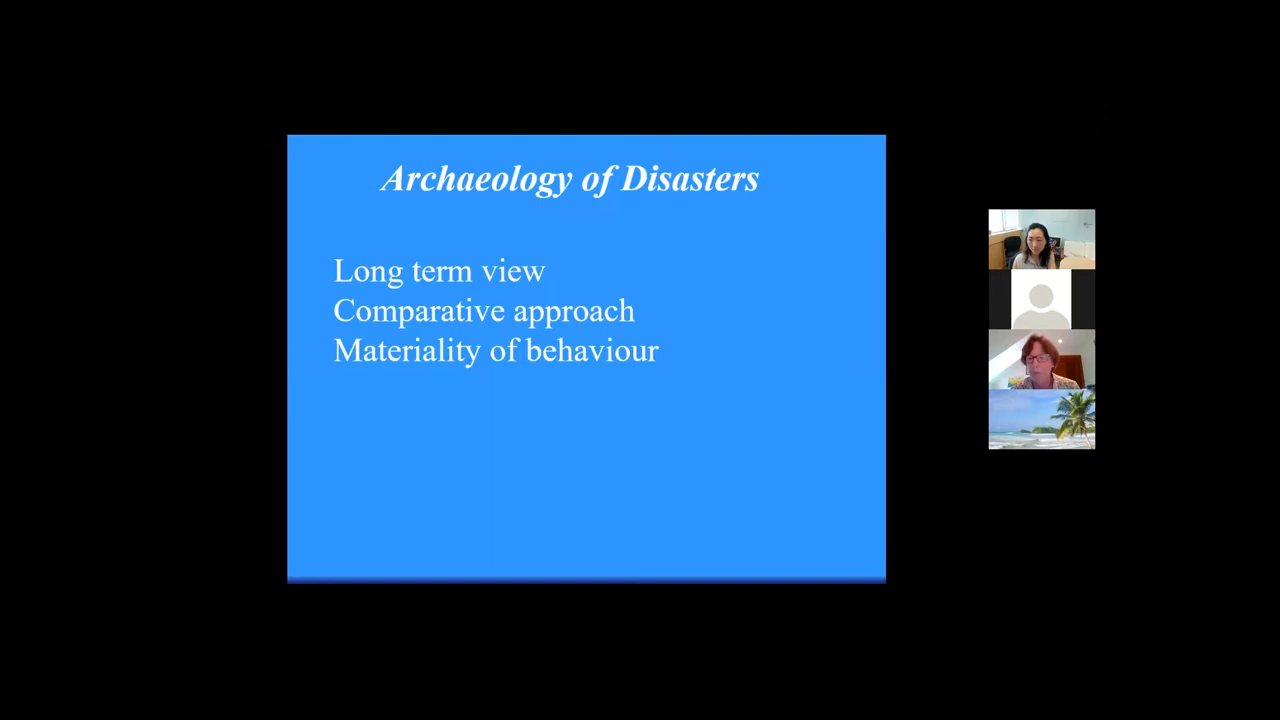 Archaeology of Disasters
Long term view
Comparative approach
Materiality of behaviour